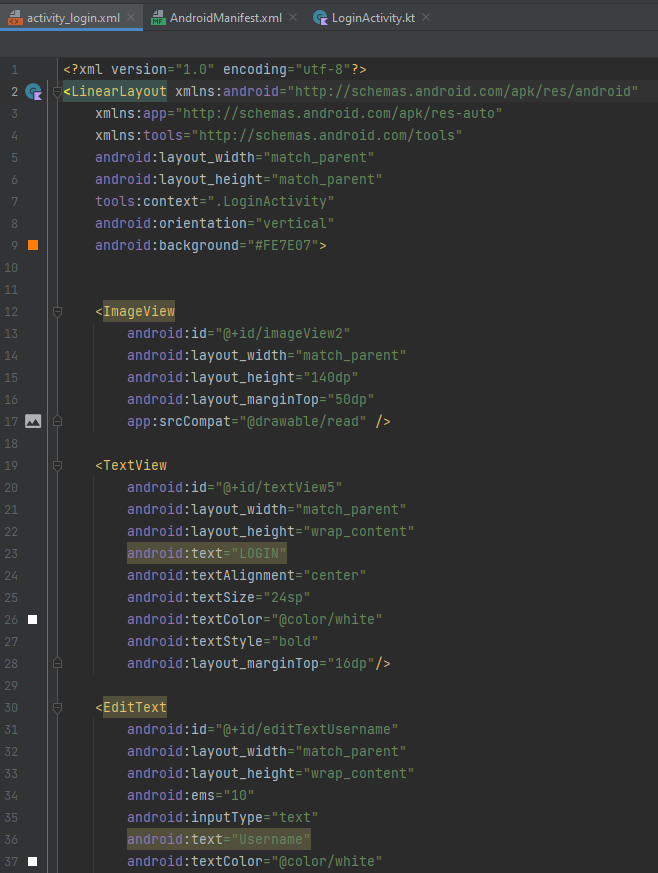 activity_login.xml AndroidManifest.xml LoginActivity.kt
1 <?xml version="1.0" encoding="utf-8"?>
2 <LinearLayout xmlns:android="http://schemas.android.com/apk/res/android"
3 xmlns:app="http://schemas.android.com/apk/res-auto"
4 xmlns:tools="http://schemas.android.com/tools"
5 android:layout_width="match_parent"
6 android:layout_height="match_parent"
7 tools:context=".LoginActivity"
8 android:orientation="vertical"
9 android:background="#FE7E07">
10
11
12 <ImageView
13 android:id="@+id/imageView2"
14 android:layout_width="match_parent"
15 android:layout_height="140dp"
16 android:layout_marginTop="50dp"
17 app:srcCompat="@drawable/read" />
18
19 <TextView
20 android:id="@+id/textView5"
21 android:layout_width="match_parent"
22 android:layout_height="wrap_content"
23 android:text="LOGIN"
24 android:textAlignment="center"
25 android:textSize="24sp"
26 android:textColor="@color/white"
27 android:textStyle="bold"
28 android:layout_marginTop="16dp"/>
29
30 <EditText
31 android:id="@+id/editTextUsername"
32 android:layout_width="match_parent"
33 android:layout_height="wrap_content"
34 android:ems="10"
35 android:inputType="text"
36 android:text="Username"
37 android:textColor="@color/white"